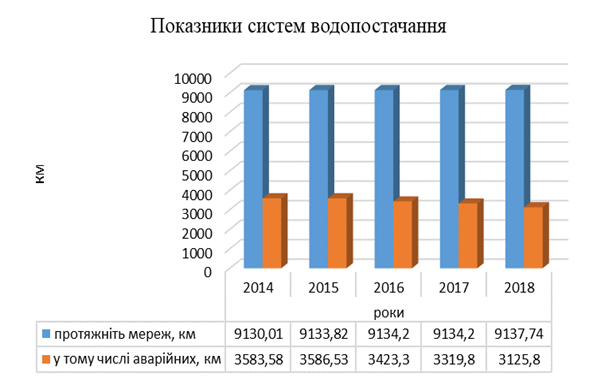 Показники систем водопостачання
км
10000
9000
8000
7000
6000
5000
4000
3000
2000
1000
0
2014 2015 2016 2017 2018
роки
протяжніть мереж, км 9130,01 9133,82 9134,2 9134,2 9137,74
у тому числі аварійних, км 3583,58 3586,53 3423,3 3319,8 3125,8